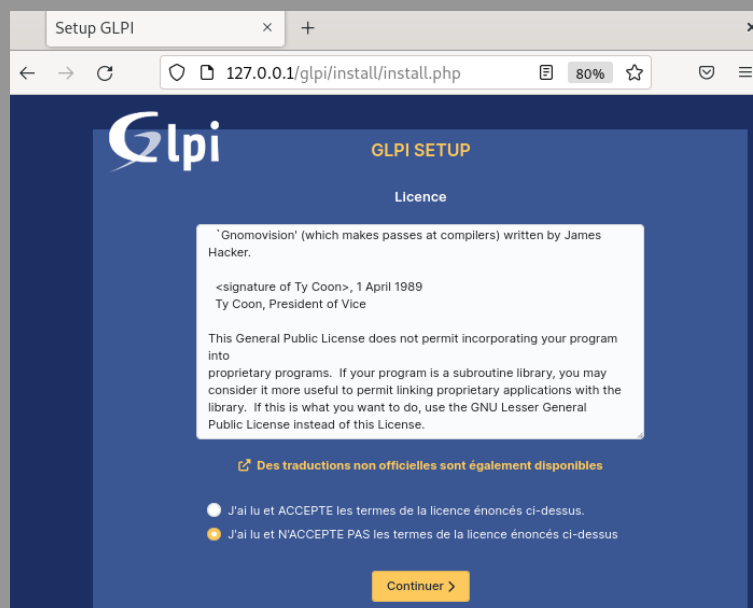 Setup GLPI
127.0.0.1/glpi/install/install.php
80%
Glpi
GLPI SETUP
Licence
`Gnomovision' (which makes passes at compilers) written by James
Hacker.
<signature of Ty Coon>, 1 April 1989
Ty Coon, President of Vice
This General Public License does not permit incorporating your program
into
proprietary programs.  If your program is a subroutine library, you may
consider it more useful to permit linking proprietary applications with the
library.  If this is what you want to do, use the GNU Lesser General
Public License instead of this License.
Des traductions non officielles sont également disponibles
J'ai lu et ACCEPTE les termes de la licence énoncés ci-dessus.
J'ai lu et N'ACCEPTE PAS les termes de la licence énoncés ci-dessus
Continuer